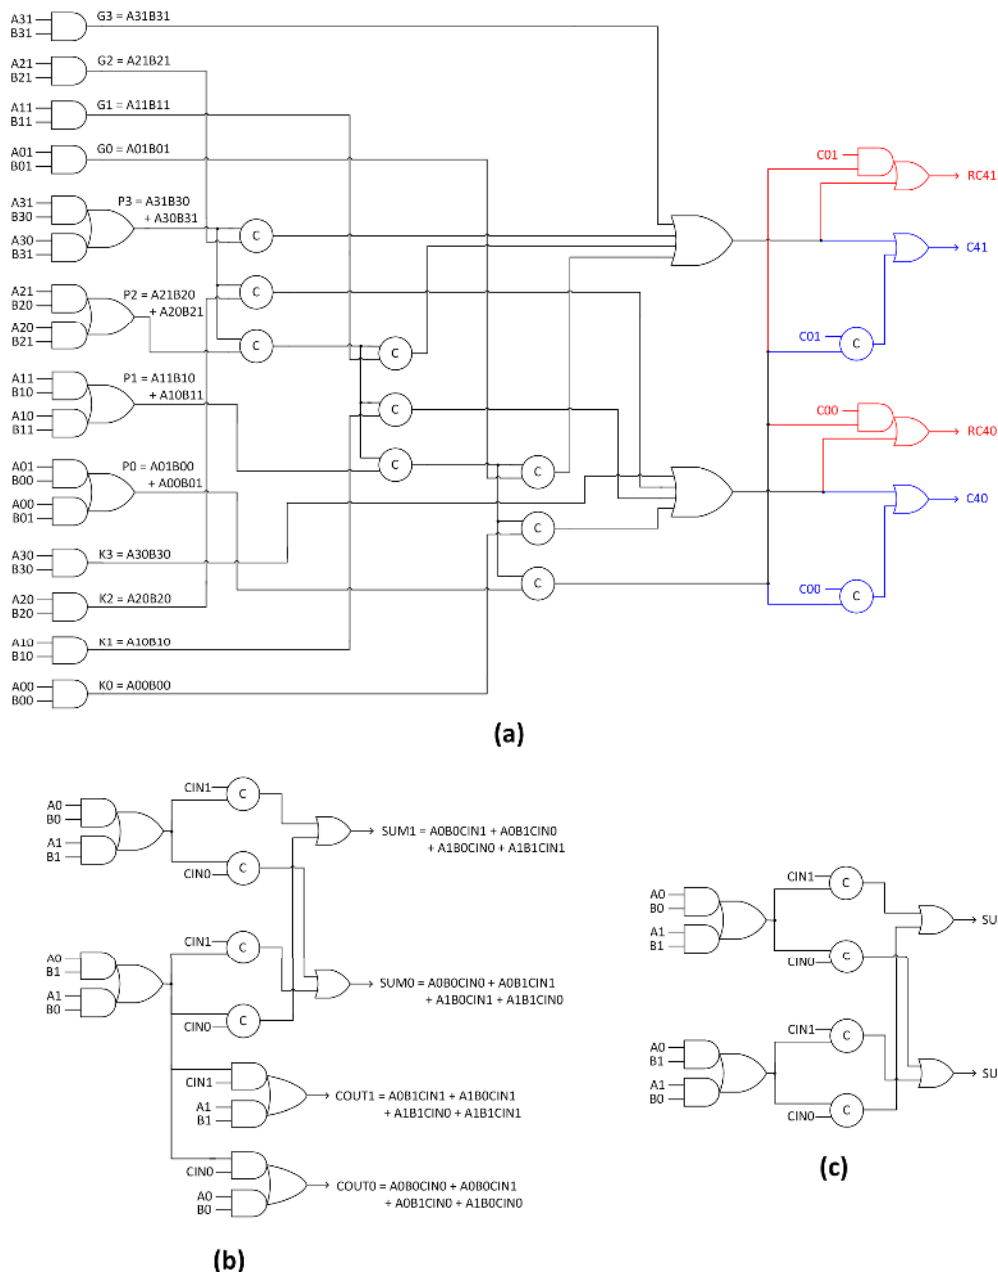 A31
B31
G3 = A31B31
A21
B21
G2 = A21B21
A11
B11
G1 = A11B11
A01
B01
G0 = A01B01
A31
B30
A30
B31
P3 = A31B30
+ A30B31
C
A21
B20
A20
B21
P2 = A21B20
+ A20B21
C
C
A11
B10
A10
B11
P1 = A11B10
+ A10B11
C
C
C
A01
B00
A00
B01
P0 = A01B00
+ A00B01
C
C
C
A30
B30
K3 = A30B30
A20
B20
K2 = A20B20
A10
B10
K1 = A10B10
A00
B00
K0 = A00B00
C01
RC41
C41
C01
C
C00
RC40
C40
C00
C
(a)
A0
B0
A1
B1
CIN1
C
CIN0
C
SUM1 = A0B0CIN1 + A0B1CIN0
+ A1B0CIN0 + A1B1CIN1
A0
B1
A1
B0
CIN1
C
CIN0
C
SUM0 = A0B0CIN0 + A0B1CIN1
+ A1B0CIN1 + A1B1CIN0
CIN1
A1
B1
COUT1 = A0B1CIN1 + A1B0CIN1
+ A1B1CIN0 + A1B1CIN1
CIN0
A0
B0
COUT0 = A0B0CIN0 + A0B0CIN1
+ A0B1CIN0 + A1B0CIN0
(b)
A0
B0
A1
B1
CIN1
C
CIN0
C
SU
A0
B1
A1
B0
CIN1
C
CIN0
C
SU
(c)